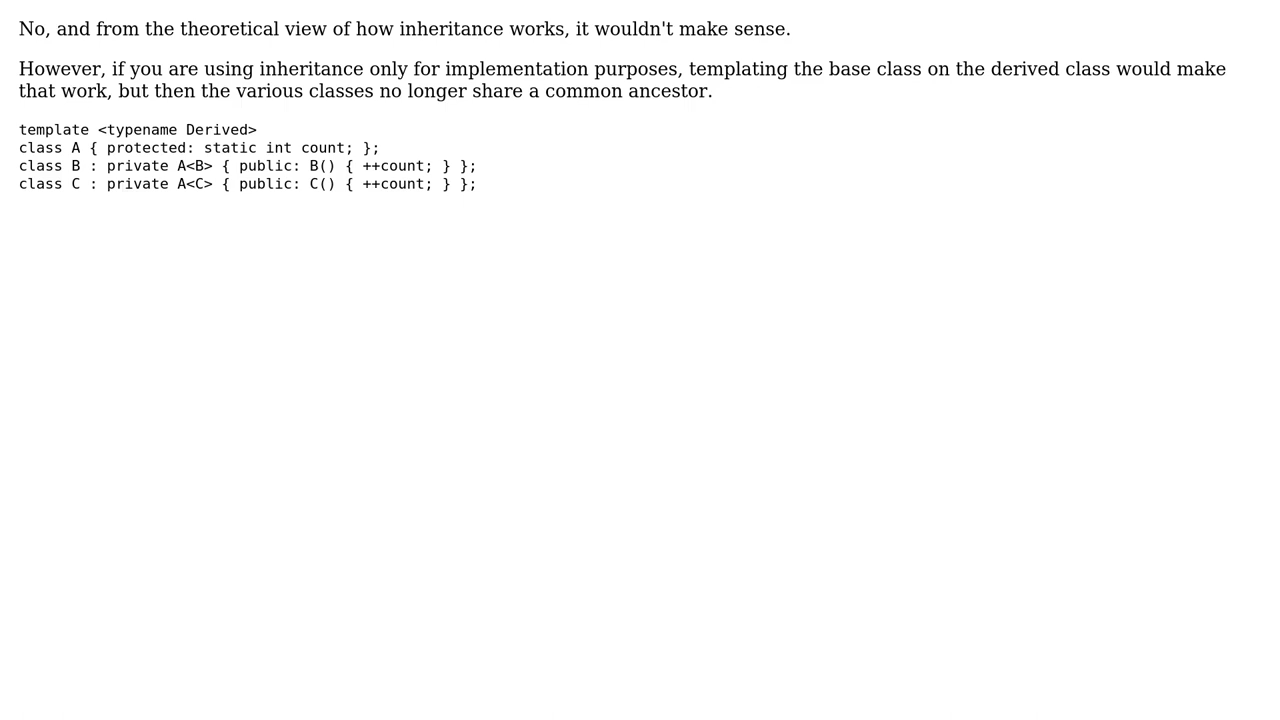 No, and from the theoretical view of how inheritance works, it wouldn't make sense.
However, if you are using inheritance only for implementation purposes, templating the base class on the derived class would make
that work, but then the various classes no longer share a common ancestor.
template <typename Derived>
class A { protected: static int count; };
class B : private A<B> { public: B() { ++count; } };
class C : private A<C> { public: C() { ++count; } };